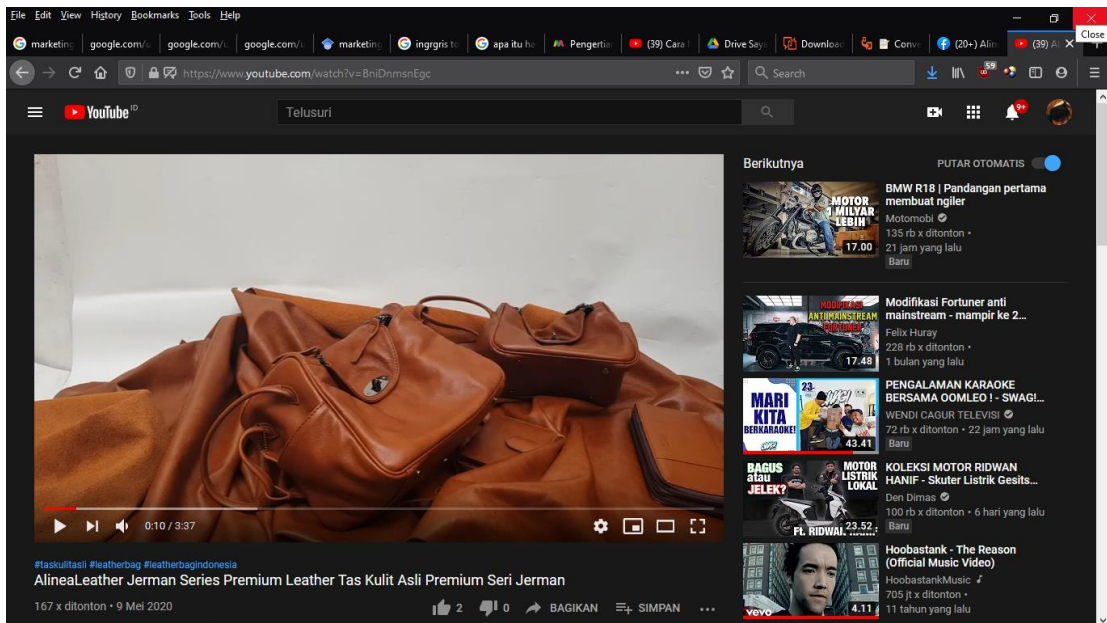 File Edit View History Bookmarks Tools Help
Close
marketing
google.com/u
google.com/u
google.com/u
marketing
ingrgris to
apa itu ha
Pengertian
(39) Cara
Drive Saya
Download
Conve
(20+) Alin
(39) Al
https://www.youtube.com/watch?v=BniDnmsnEgc
Search
59
YouTube ID
Telusuri
9+
Berikutnya
PUTAR OTOMATIS
MOTOR
1 MILYAR
LEBIH
17.00
BMW R18 | Pandangan pertama
membuat ngiler
Motomobi
135 rb x ditonton •
21 jam yang lalu
Baru
MODIFIKASI
ANTI MAINSTREAM
FORTUNER
17.48
Modifikasi Fortuner anti
mainstream - mampir ke 2...
Felix Huray
228 rb x ditonton •
1 bulan yang lalu
MARI
KITA
BERKARAOKE!
23
43.41
PENGALAMAN KARAOKE
BERSAMA OOMLEO ! - SWAG!...
WENDI CAGUR TELEVISI
72 rb x ditonton • 22 jam yang lalu
Baru
BAGUS
atau
JELEK?
MOTOR
LISTRIK
LOKAL
FT. RIDWAN
23.52
KOLEKSI MOTOR RIDWAN
HANIF - Skuter Listrik Gesits...
Den Dimas
100 rb x ditonton • 6 hari yang lalu
Baru
vevo
4.11
Hoobastank - The Reason
(Official Music Video)
HoobastankMusic
705 jt x ditonton •
11 tahun yang lalu
0:10 / 3:37
#taskulitasli #leatherbag #leatherbagindonesia
AlineaLeather Jerman Series Premium Leather Tas Kulit Asli Premium Seri Jerman
167 x ditonton • 9 Mei 2020
2
0
BAGIKAN
SIMPAN